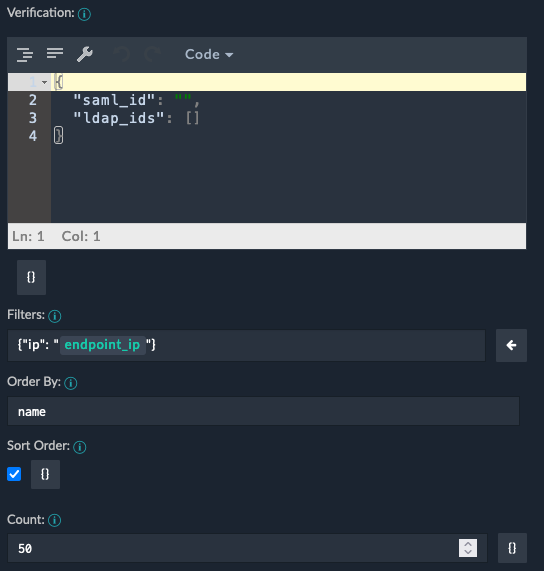 Verification:
Code
1 {
2 "saml_id": "",
3 "ldap_ids": []
4 }
Ln: 1 Col: 1
{}
Filters:
{"ip": "endpoint_ip"}
Order By:
name
Sort Order:
{}
Count:
50 {}